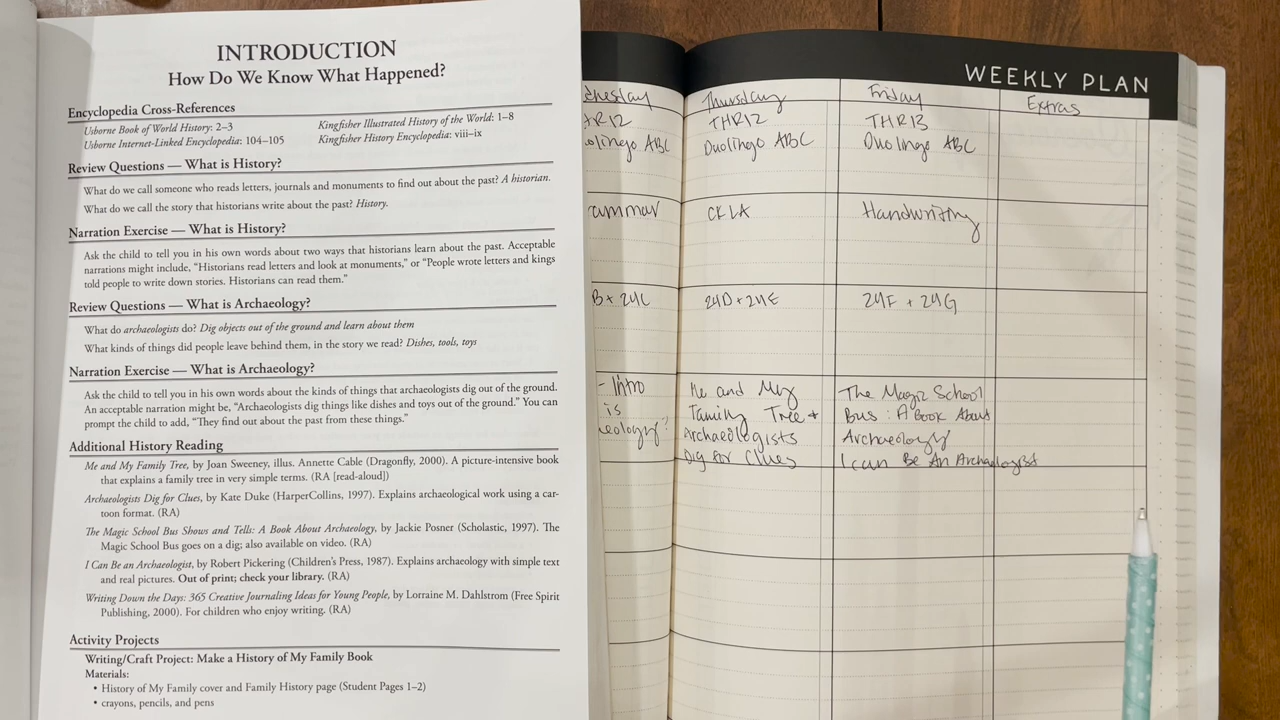 INTRODUCTION
How Do We Know What Happened?
Encyclopedia Cross-References
Usborne Book of World History: 2–3
Usborne Internet-Linked Encyclopedia: 104–105
Kingfisher Illustrated History of the World: 1–8
Kingfisher History Encyclopedia: viii–ix
Review Questions — What is History?
What do we call someone who reads letters, journals and monuments to find out about the past? A historian.
What do we call the story that historians write about the past? History.
Narration Exercise — What is History?
Ask the child to tell you in his own words about two ways that historians learn about the past. Acceptable
narrations might include, “Historians read letters and look at monuments,” or “People wrote letters and kings
told people to write down stories. Historians can read them.”
Review Questions — What is Archaeology?
What do archaeologists do? Dig objects out of the ground and learn about them
What kinds of things did people leave behind them, in the story we read? Dishes, tools, toys
Narration Exercise — What is Archaeology?
Ask the child to tell you in his own words about the kinds of things that archaeologists dig out of the ground.
An acceptable narration might be, “Archaeologists dig things like dishes and toys out of the ground.” You can
prompt the child to add, “They find out about the past from these things.”
Additional History Reading
Me and My Family Tree, by Joan Sweeney, illus. Annette Cable (Dragonfly, 2000). A picture-intensive book
that explains a family tree in very simple terms. (RA [read-aloud])
Archaeologists Dig for Clues, by Kate Duke (HarperCollins, 1997). Explains archaeological work using a car-
toon format. (RA)
The Magic School Bus Shows and Tells: A Book About Archaeology, by Jackie Posner (Scholastic, 1997). The
Magic School Bus goes on a dig; also available on video. (RA)
I Can Be an Archaeologist, by Robert Pickering (Children’s Press, 1987). Explains archaeology with simple text
and real pictures. Out of print; check your library. (RA)
Writing Down the Days: 365 Creative Journaling Ideas for Young People, by Lorraine M. Dahlstrom (Free Spirit
Publishing, 2000). For children who enjoy writing. (RA)
Activity Projects
Writing/Craft Project: Make a History of My Family Book
Materials:
• History of My Family cover and Family History page (Student Pages 1–2)
• crayons, pencils, and pens
WEEKLY PLAN
Thursday
Friday
Extras
THR12
THR13
Duolingo ABC
Duolingo ABC
CKLA
Handwriting
24D + 24E
24F + 24G
- Intro
is
Me and My
Family Tree +
Archaeologists
Dig for Clues
The Magic School
Bus : A Book About
Archaeology
I can Be An Archaeologist